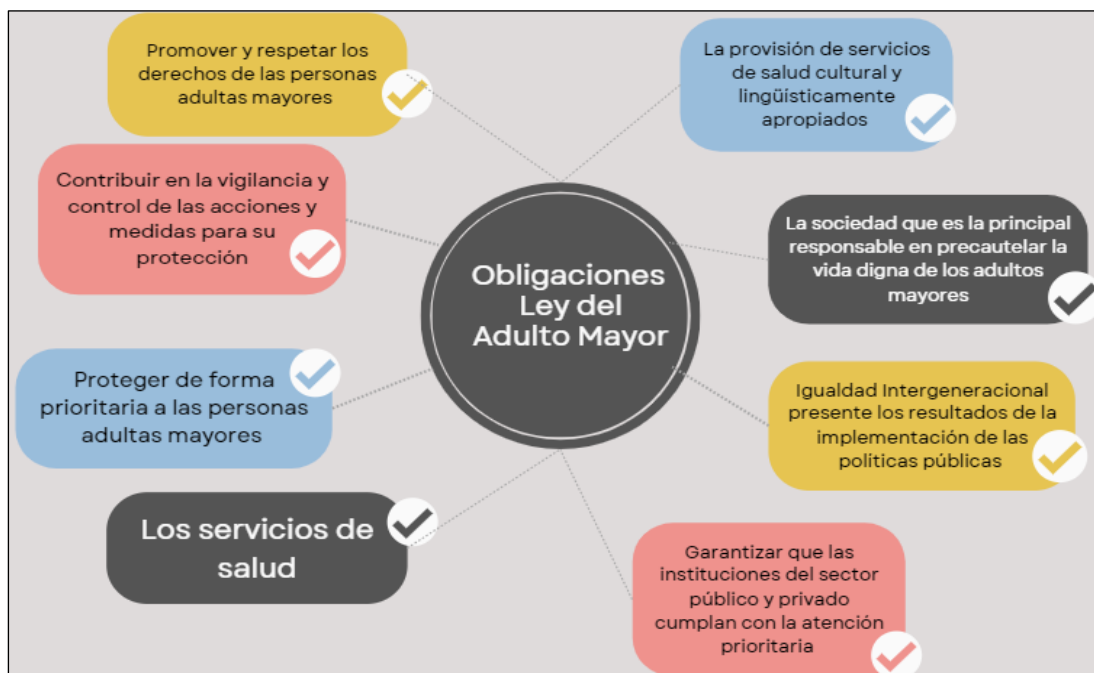 Promover y respetar los
derechos de las personas
adultas mayores
La provisión de servicios
de salud cultural y
lingüísticamente
apropiados
Contribuir en la vigilancia y
control de las acciones y
medidas para su
protección
La sociedad que es la principal
responsable en precautelar la
vida digna de los adultos
mayores
Obligaciones
Ley del
Adulto Mayor
Proteger de forma
prioritaria a las personas
adultas mayores
Igualdad Intergeneracional
presente los resultados de la
implementación de las
políticas públicas
Los servicios de
salud
Garantizar que las
instituciones del sector
público y privado
cumplan con la atención
prioritaria